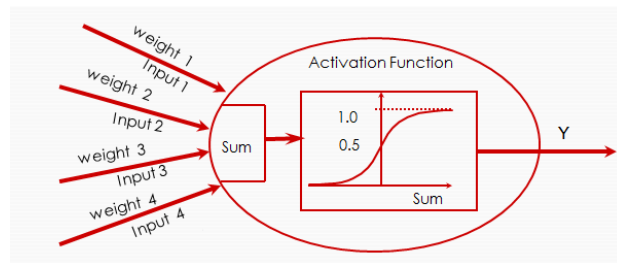 weight 1
Input 1
weight 2
Input 2
weight 3
Input 3
weight 4
Input 4
Sum
Activation Function
1.0
0.5
Sum
Y